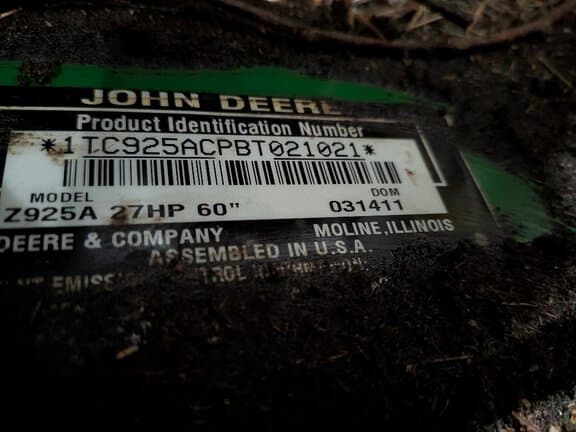 JOHN DEERE
Product Identification Number
*1TC925ACPBT021021*
MODEL DOM
Z925A 27HP 60" 031411
DEERE & COMPANY MOLINE, ILLINOIS
ASSEMBLED IN U.S.A.